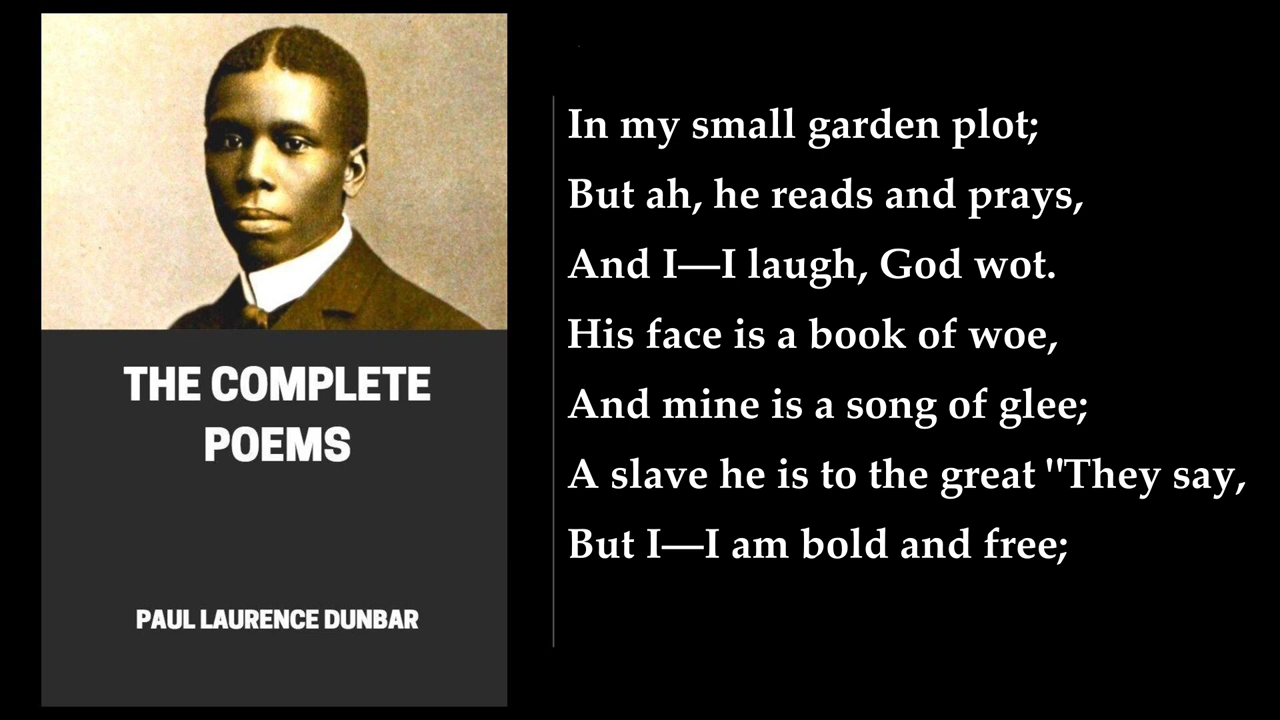 THE COMPLETE
POEMS
PAUL LAURENCE DUNBAR
In my small garden plot;
But ah, he reads and prays,
And I—I laugh, God wot.
His face is a book of woe,
And mine is a song of glee;
A slave he is to the great "They say,
But I—I am bold and free;